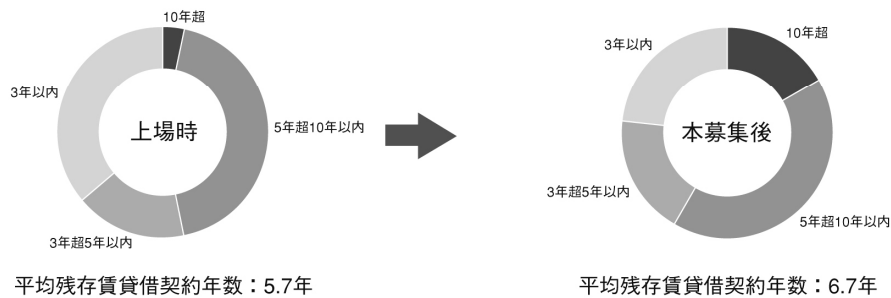 10年超
3年以内
上場時
5年超10年以内
3年超5年以内
平均残存賃貸借契約年数：5.7年
10年超
3年以内
本募集後
3年超5年以内
5年超10年以内
平均残存賃貸借契約年数：6.7年